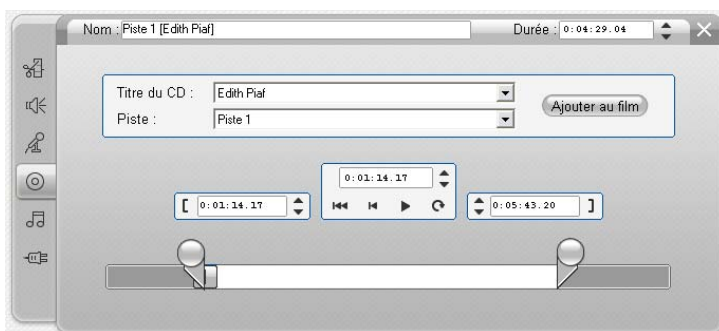 Nom : Piste 1 [Edith Piaf] Durée : 0:04:29.04
Titre du CD : Edith Piaf
Ajouter au film
Piste : Piste 1
0:01:14.17
[ 0:01:14.17 0:05:43.20 ]